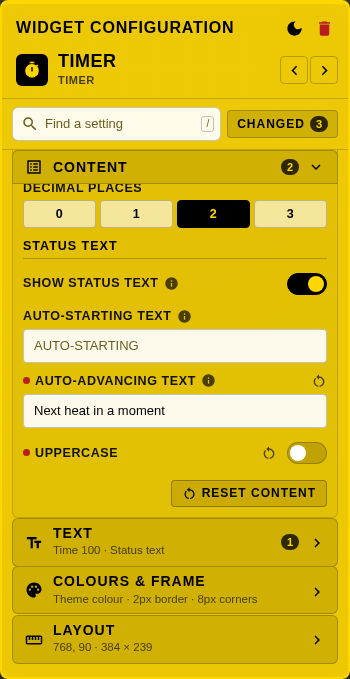 WIDGET CONFIGURATION
TIMER
TIMER
Find a setting /
CHANGED 3
CONTENT 2
DECIMAL PLACES
0 1 2 3
STATUS TEXT
SHOW STATUS TEXT
AUTO-STARTING TEXT
AUTO-STARTING
AUTO-ADVANCING TEXT
Next heat in a moment
UPPERCASE
RESET CONTENT
TEXT 1
Time 100 · Status text
COLOURS & FRAME
Theme colour · 2px border · 8px corners
LAYOUT
768, 90 · 384 × 239